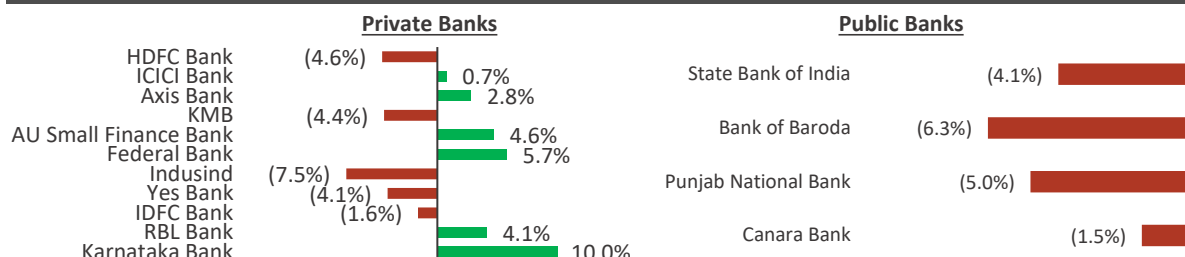 Private Banks
HDFC Bank (4.6%)
ICICI Bank 0.7%
Axis Bank 2.8%
KMB (4.4%)
AU Small Finance Bank 4.6%
Federal Bank 5.7%
Indusind (7.5%)
Yes Bank (4.1%)
IDFC Bank (1.6%)
RBL Bank 4.1%
Karnataka Bank 10.0%
Public Banks
State Bank of India (4.1%)
Bank of Baroda (6.3%)
Punjab National Bank (5.0%)
Canara Bank (1.5%)